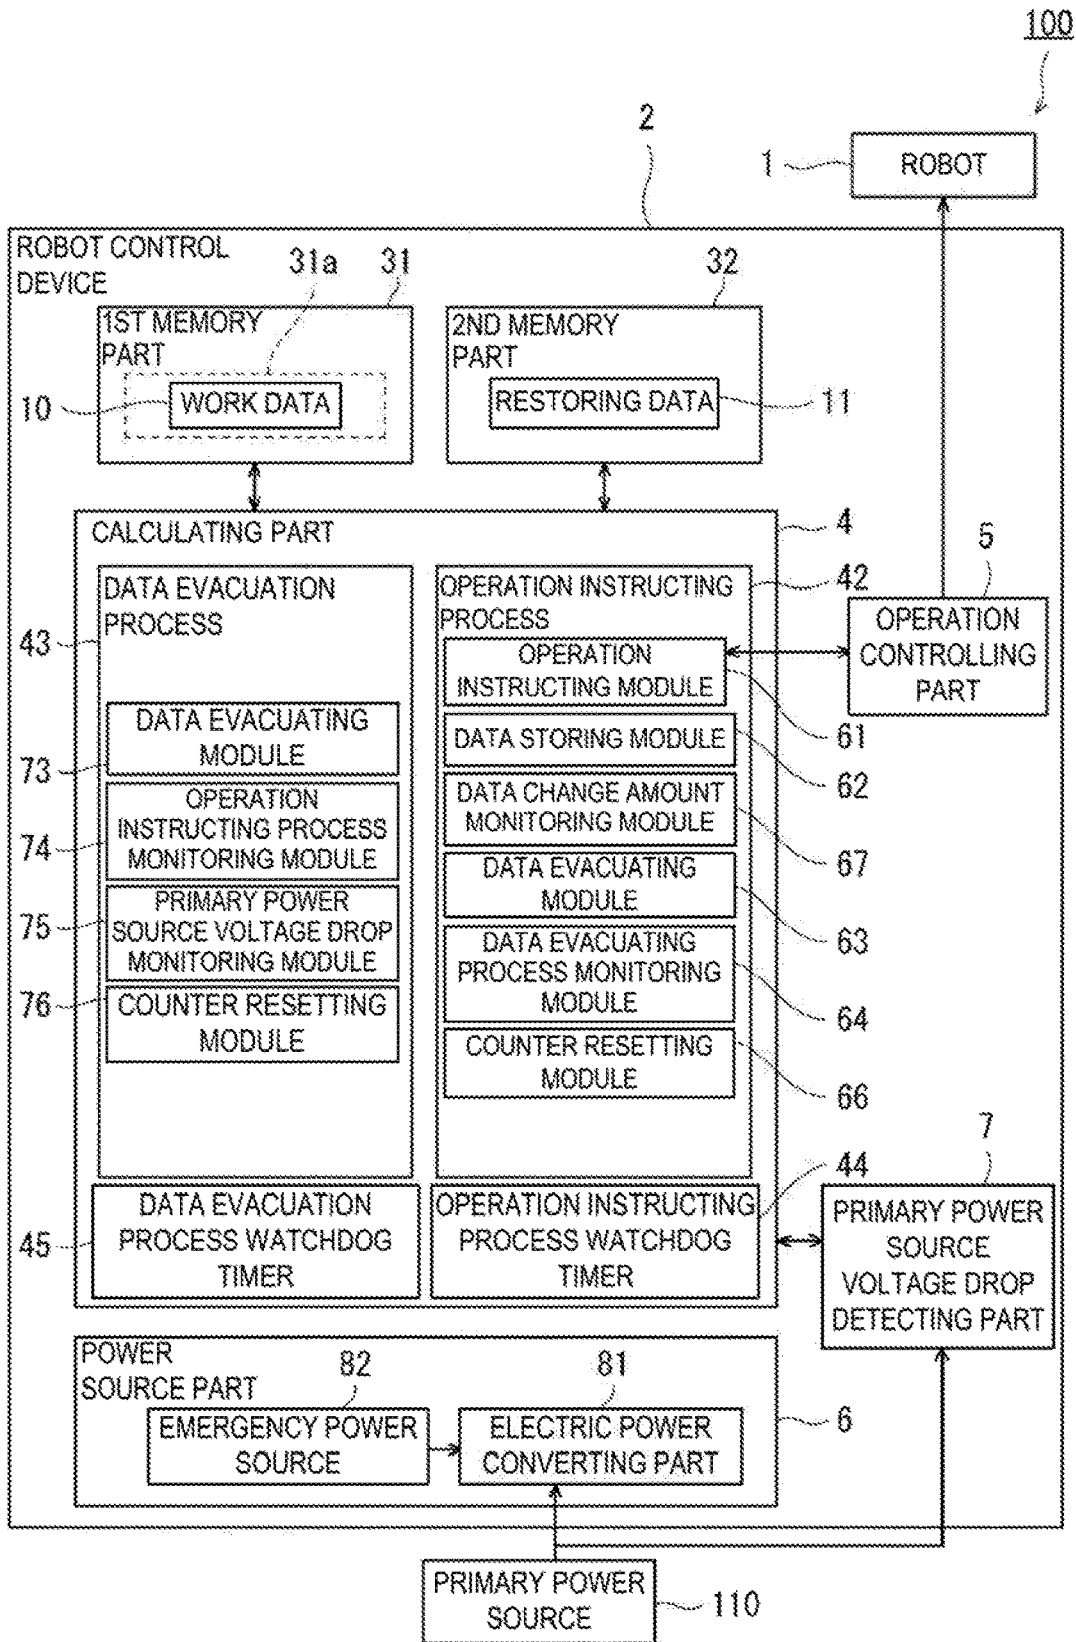 100
2
1
ROBOT
ROBOT CONTROL
DEVICE
31a
31
32
1ST MEMORY
PART
2ND MEMORY
PART
10
WORK DATA
RESTORING DATA
11
CALCULATING PART
4
5
DATA EVACUATION
PROCESS
OPERATION INSTRUCTING
PROCESS
42
43
OPERATION
INSTRUCTING MODULE
OPERATION
CONTROLLING
PART
61
DATA EVACUATING
MODULE
73
DATA STORING MODULE
62
OPERATION
INSTRUCTING PROCESS
MONITORING MODULE
74
DATA CHANGE AMOUNT
MONITORING MODULE
67
PRIMARY POWER
SOURCE VOLTAGE DROP
MONITORING MODULE
75
DATA EVACUATING
MODULE
63
76
COUNTER RESETTING
MODULE
DATA EVACUATING
PROCESS MONITORING
MODULE
64
COUNTER RESETTING
MODULE
66
7
44
45
DATA EVACUATION
PROCESS WATCHDOG
TIMER
OPERATION INSTRUCTING
PROCESS WATCHDOG
TIMER
PRIMARY POWER
SOURCE
VOLTAGE DROP
DETECTING PART
POWER
SOURCE PART
82
81
6
EMERGENCY POWER
SOURCE
ELECTRIC POWER
CONVERTING PART
PRIMARY POWER
SOURCE
110